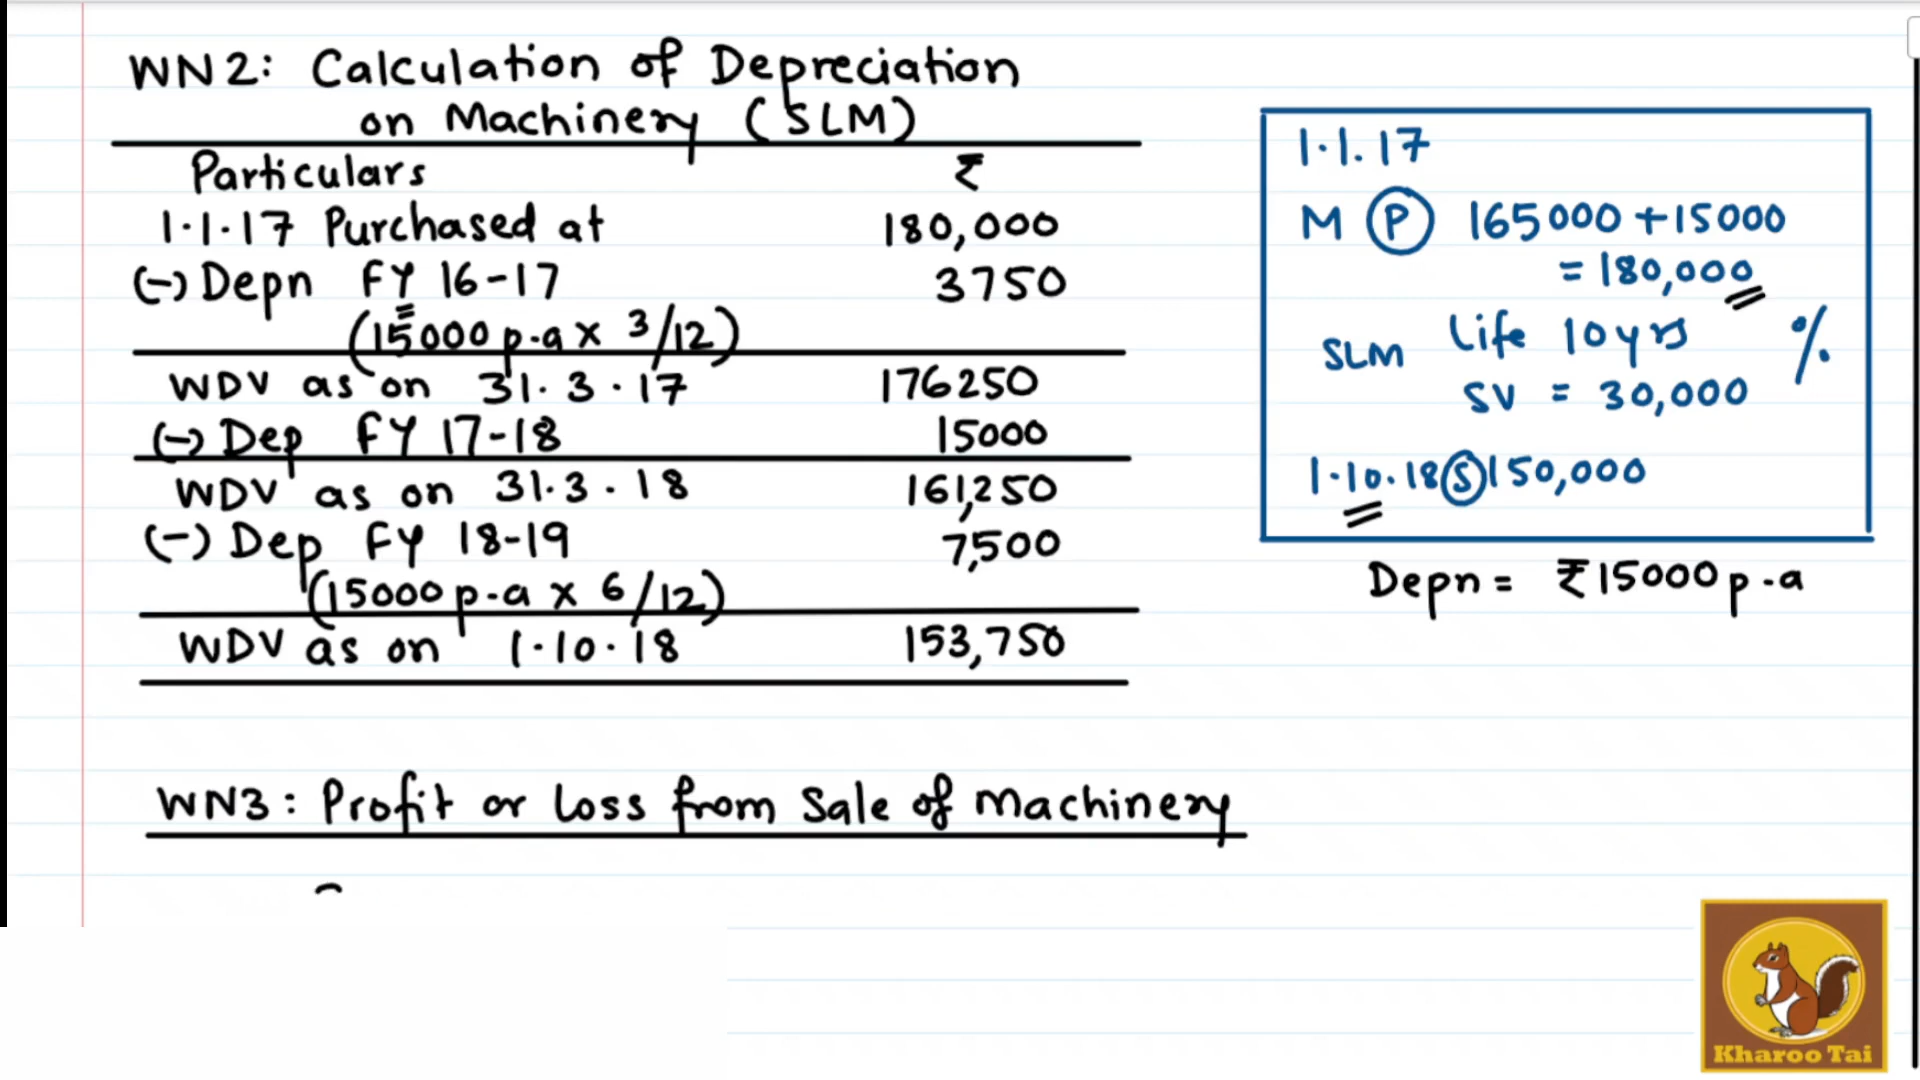 WN2: Calculation of Depreciation
on Machinery (SLM)
Particulars ₹
1.1.17 Purchased at 180,000
(-) Depn FY 16-17 3750
(15000 p.a x 3/12)
WDV as on 31.3.17 176250
(-) Dep FY 17-18 15000
WDV as on 31.3.18 161,250
(-) Dep FY 18-19 7,500
(15000 p.a x 6/12)
WDV as on 1.10.18 153,750
WN3: Profit or Loss from Sale of Machinery
1.1.17
M P 165000+15000
= 180,000
SLM Life 10 yrs %
SV = 30,000
1.10.18 S 150,000
Depn = ₹15000 p.a
Kharoo Tai